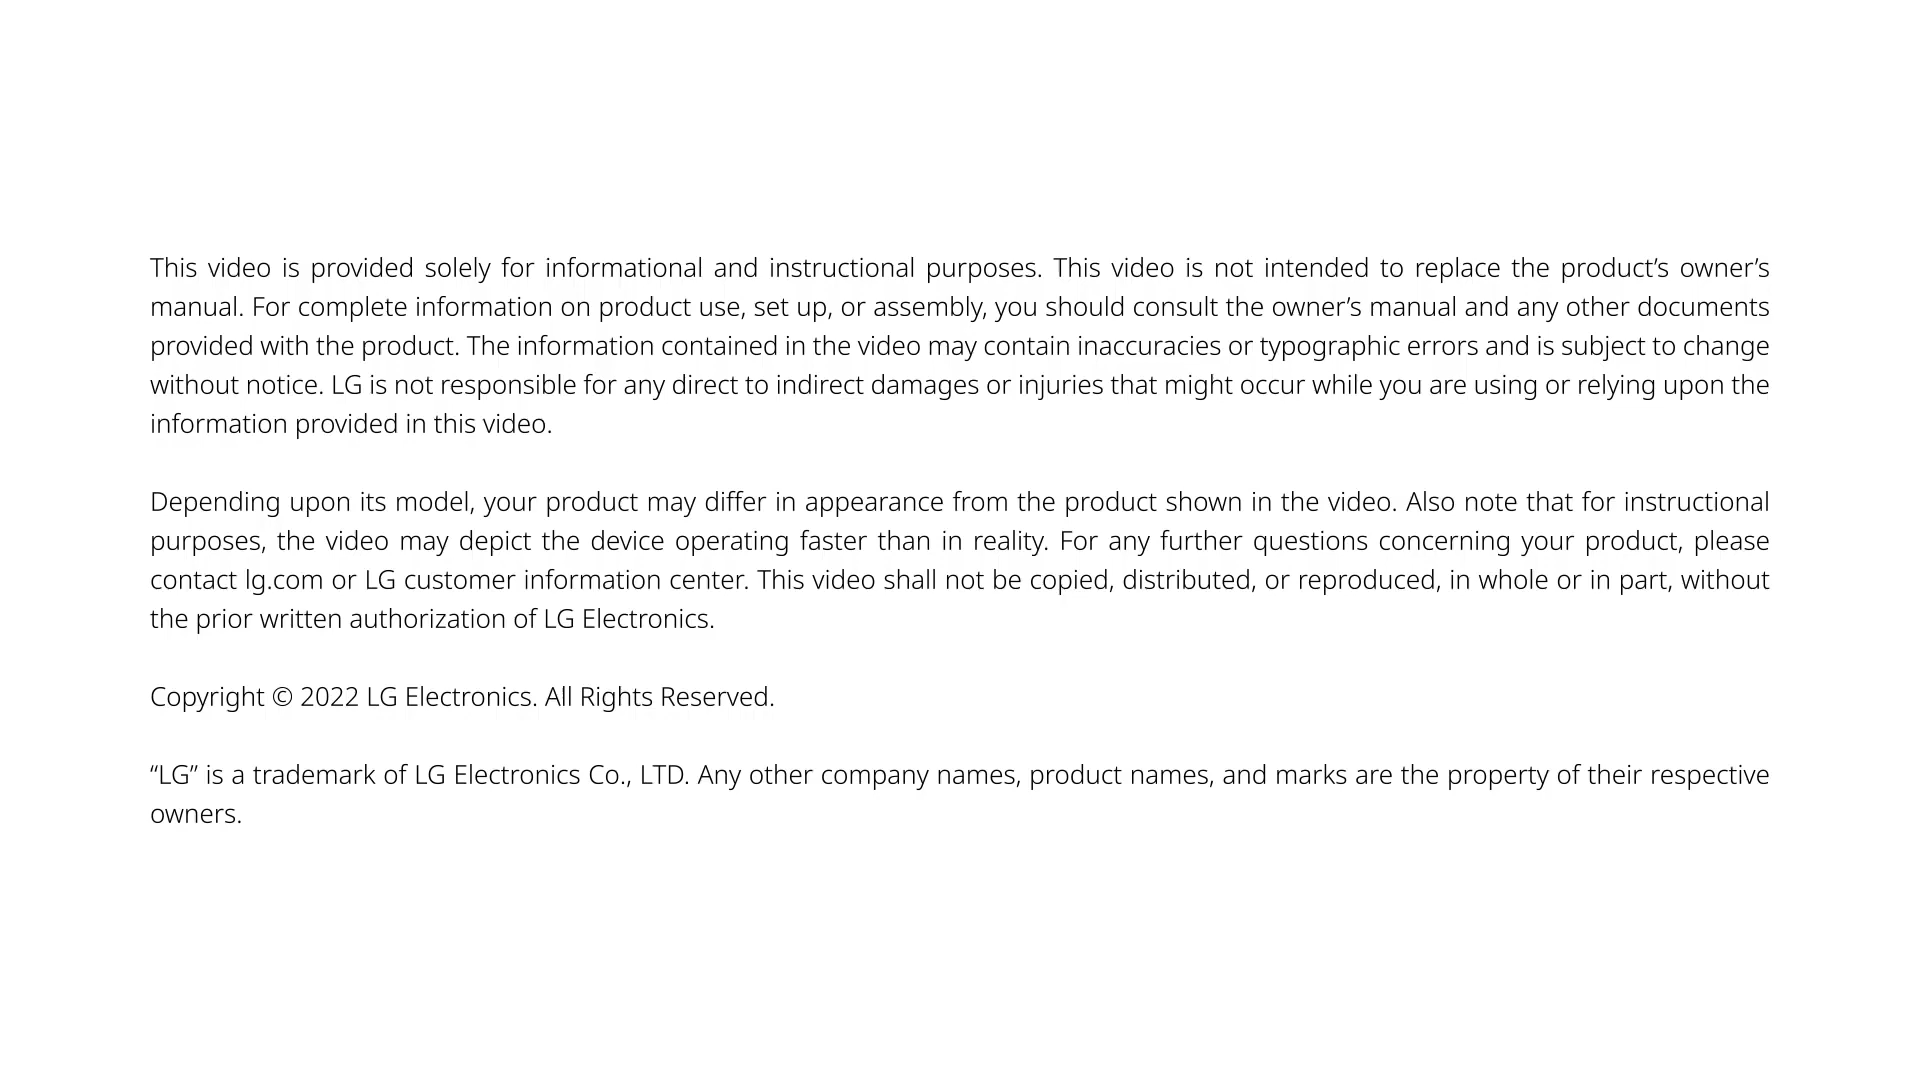 This video is provided solely for informational and instructional purposes. This video is not intended to replace the product’s owner’s
manual. For complete information on product use, set up, or assembly, you should consult the owner’s manual and any other documents
provided with the product. The information contained in the video may contain inaccuracies or typographic errors and is subject to change
without notice. LG is not responsible for any direct to indirect damages or injuries that might occur while you are using or relying upon the
information provided in this video.
Depending upon its model, your product may differ in appearance from the product shown in the video. Also note that for instructional
purposes, the video may depict the device operating faster than in reality. For any further questions concerning your product, please
contact lg.com or LG customer information center. This video shall not be copied, distributed, or reproduced, in whole or in part, without
the prior written authorization of LG Electronics.
Copyright © 2022 LG Electronics. All Rights Reserved.
“LG” is a trademark of LG Electronics Co., LTD. Any other company names, product names, and marks are the property of their respective
owners.